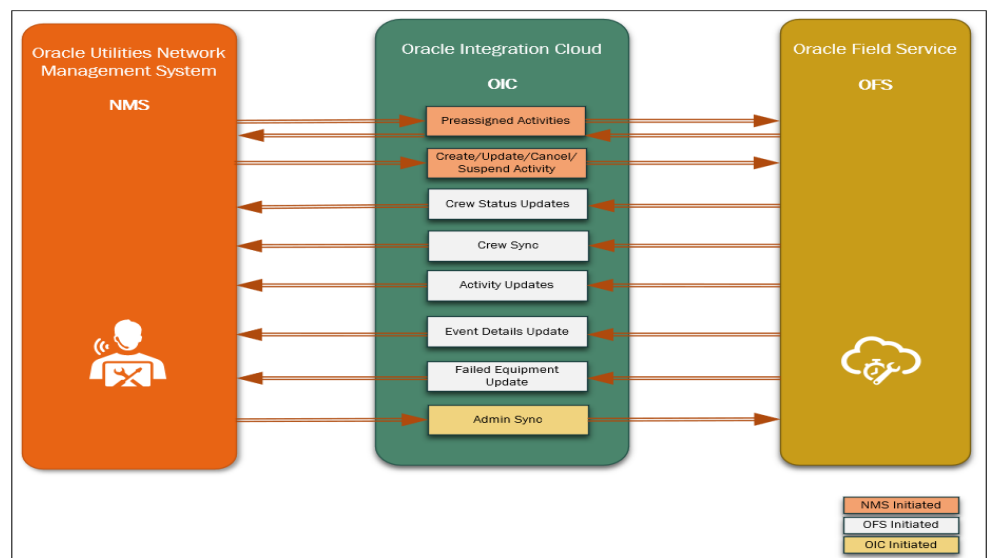 Oracle Utilities Network
Management System
NMS
Oracle Integration Cloud
OIC
Oracle Field Service
OFS
Preassigned Activities
Create/Update/Cancel/
Suspend Activity
Crew Status Updates
Crew Sync
Activity Updates
Event Details Update
Failed Equipment
Update
Admin Sync
NMS Initiated
OFS Initiated
OIC Initiated